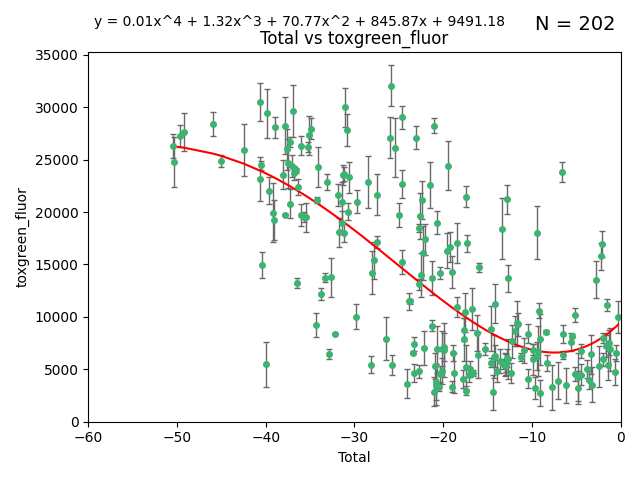 y = 0.01x^4 + 1.32x^3 + 70.77x^2 + 845.87x + 9491.18 N = 202
Total vs toxgreen_fluor
35000
30000
25000
20000
15000
10000
5000
0
toxgreen_fluor
−60 −50 −40 −30 −20 −10 0
Total